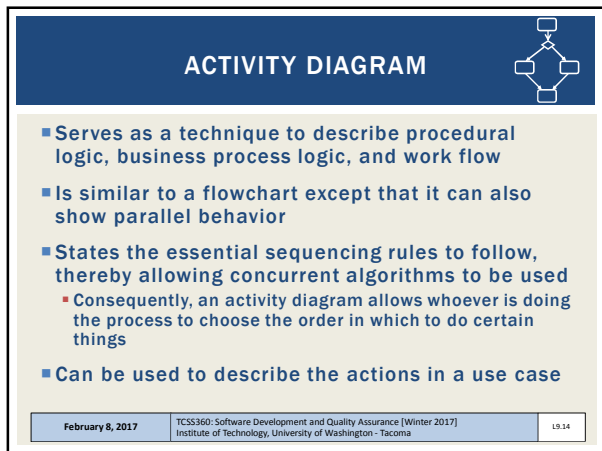 ACTIVITY DIAGRAM
Serves as a technique to describe procedural
logic, business process logic, and work flow
Is similar to a flowchart except that it can also
show parallel behavior
States the essential sequencing rules to follow,
thereby allowing concurrent algorithms to be used
Consequently, an activity diagram allows whoever is doing
the process to choose the order in which to do certain
things
Can be used to describe the actions in a use case
February 8, 2017
TCSS360: Software Development and Quality Assurance [Winter 2017]
Institute of Technology, University of Washington - Tacoma
L9.14